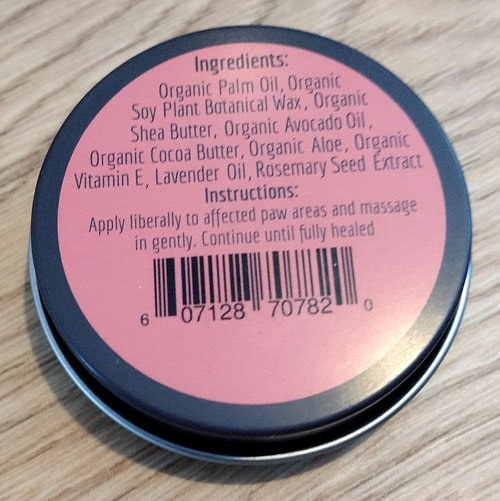 Ingredients:
Organic Palm Oil, Organic
Soy Plant Botanical Wax, Organic
Shea Butter, Organic Avocado Oil,
Organic Cocoa Butter, Organic Aloe, Organic
Vitamin E, Lavender Oil, Rosemary Seed Extract
Instructions:
Apply liberally to affected paw areas and massage
in gently. Continue until fully healed
6 07128 70782 0